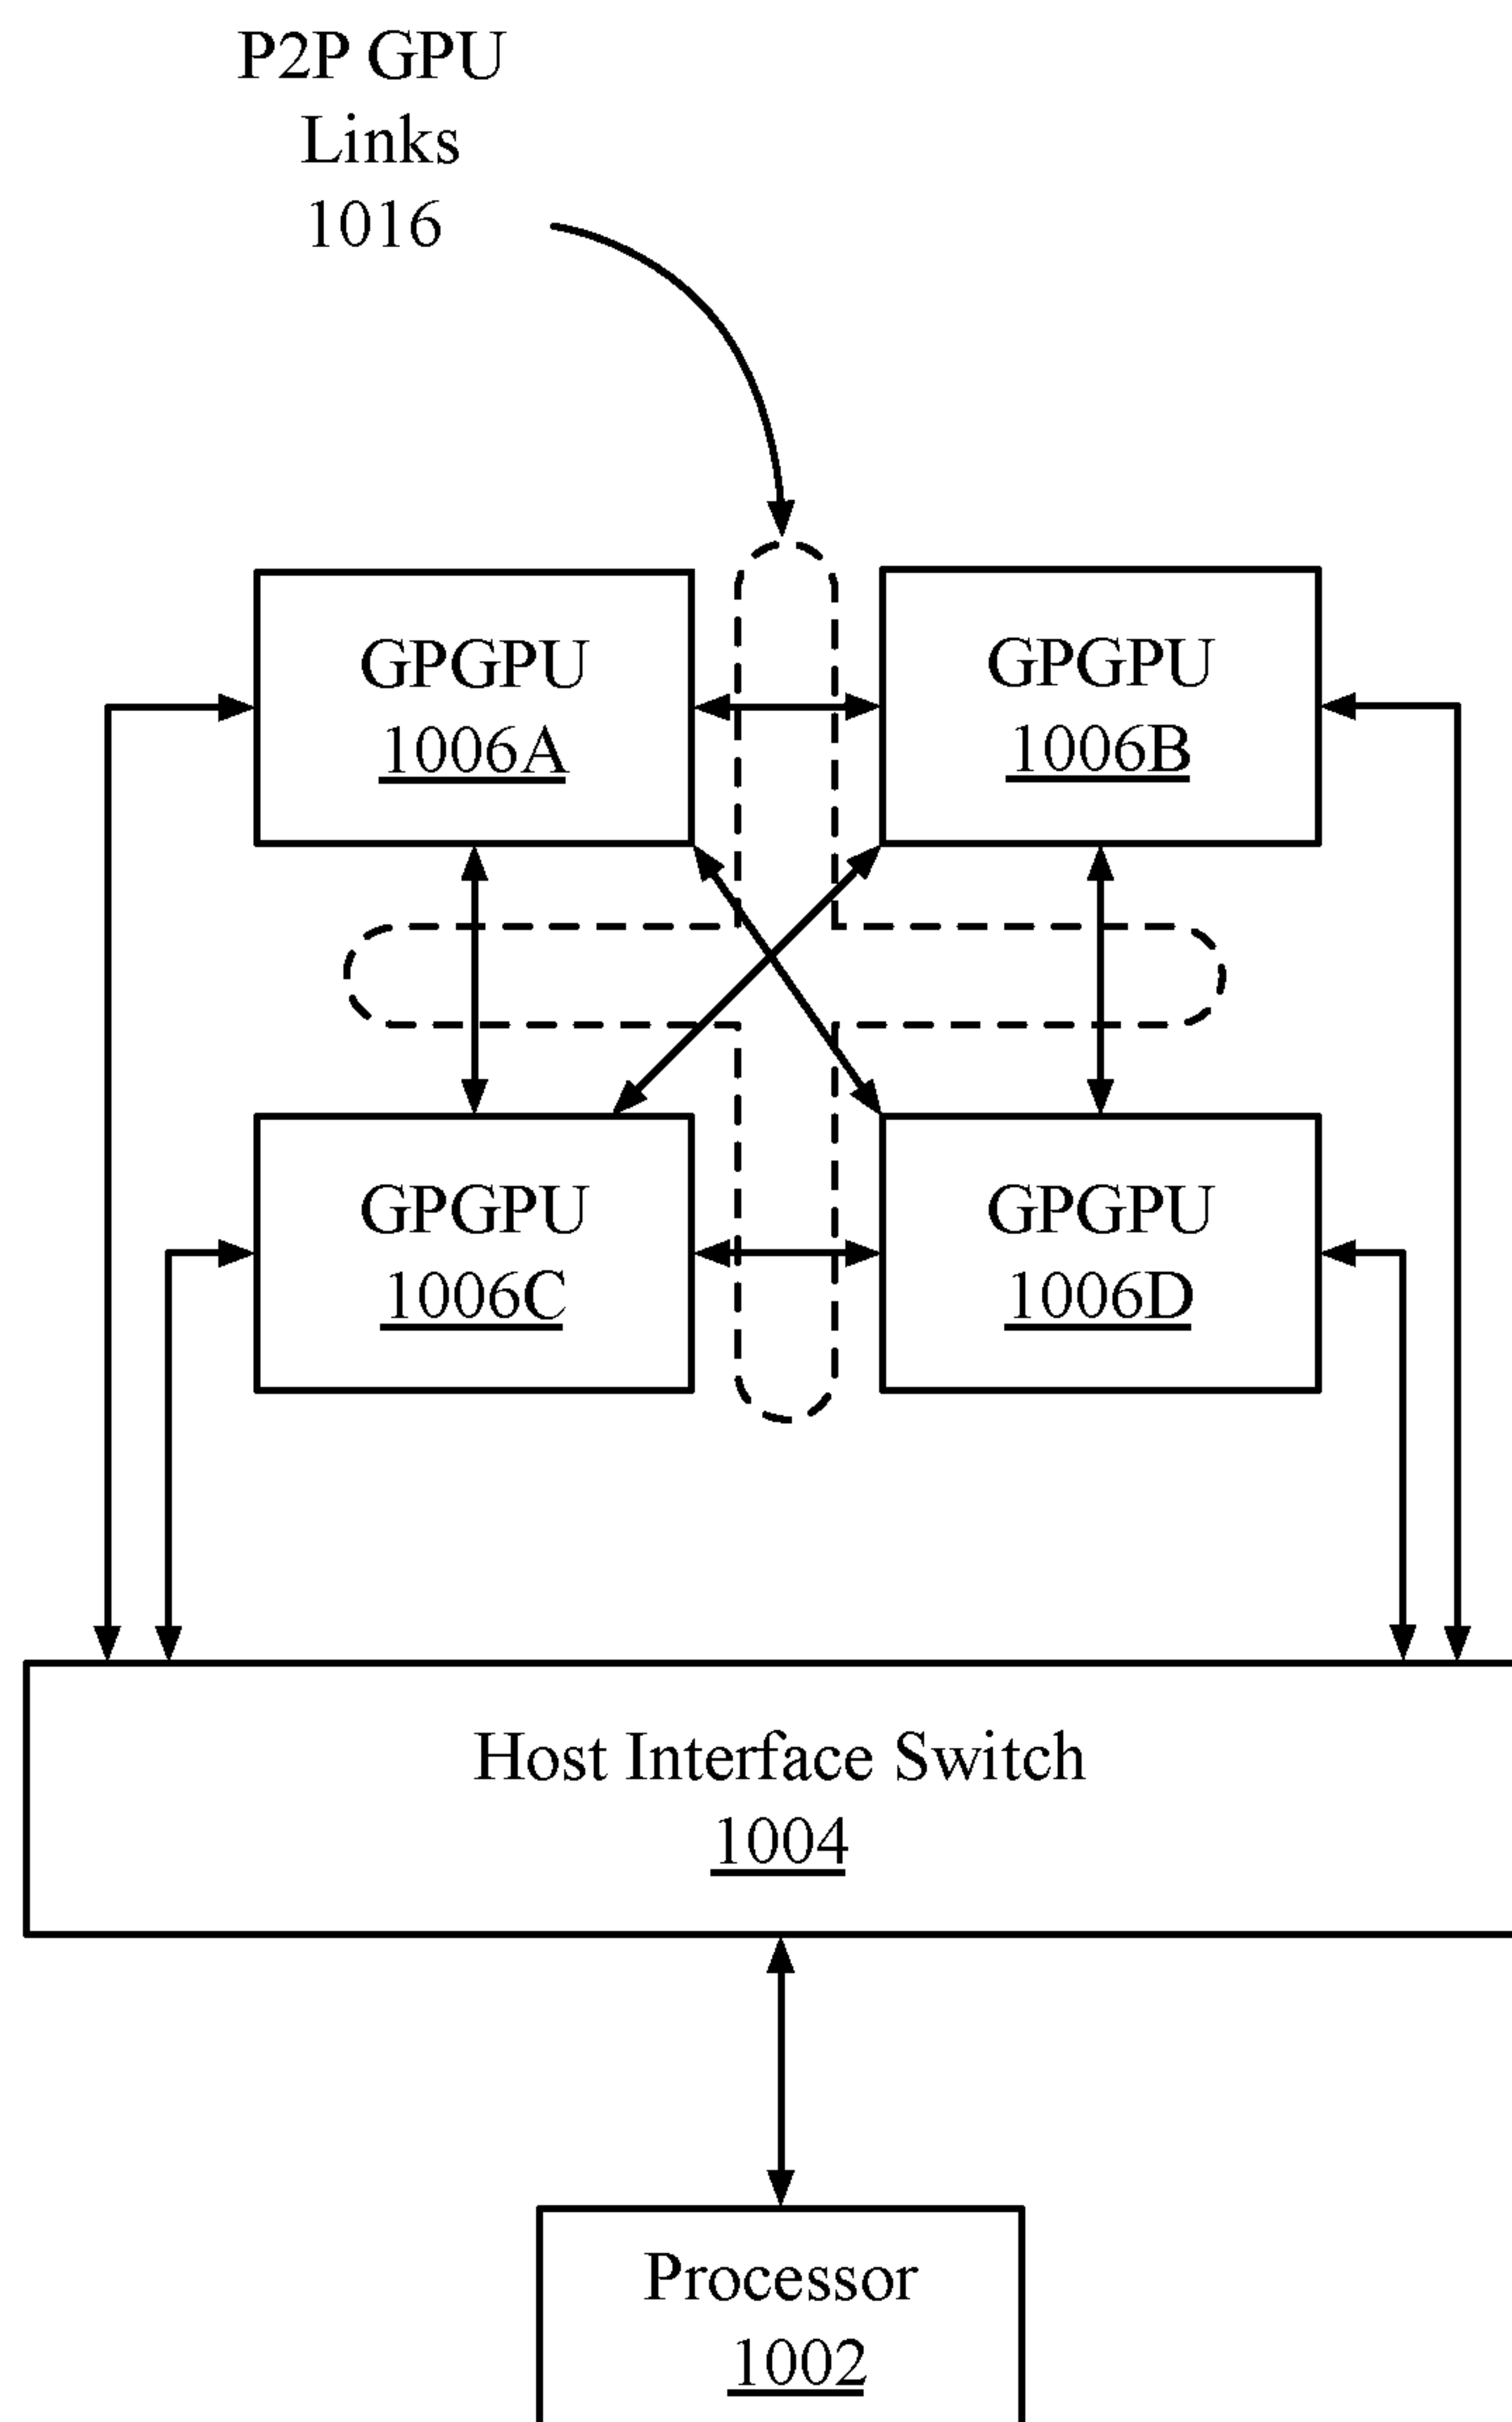 P2P GPU
Links
1016
GPGPU
1006A
GPGPU
1006B
GPGPU
1006C
GPGPU
1006D
Host Interface Switch
1004
Processor
1002